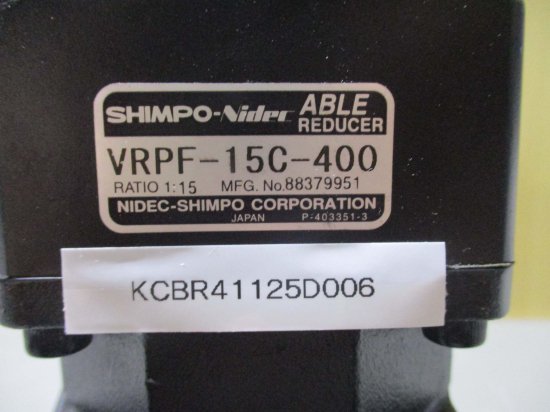 SHIMPO-Nidec ABLE REDUCER
VRPF-15C-400
RATIO 1:15 MFG. No.88379951
NIDEC-SHIMPO CORPORATION
JAPAN P-403351-3
KCBR41125D006